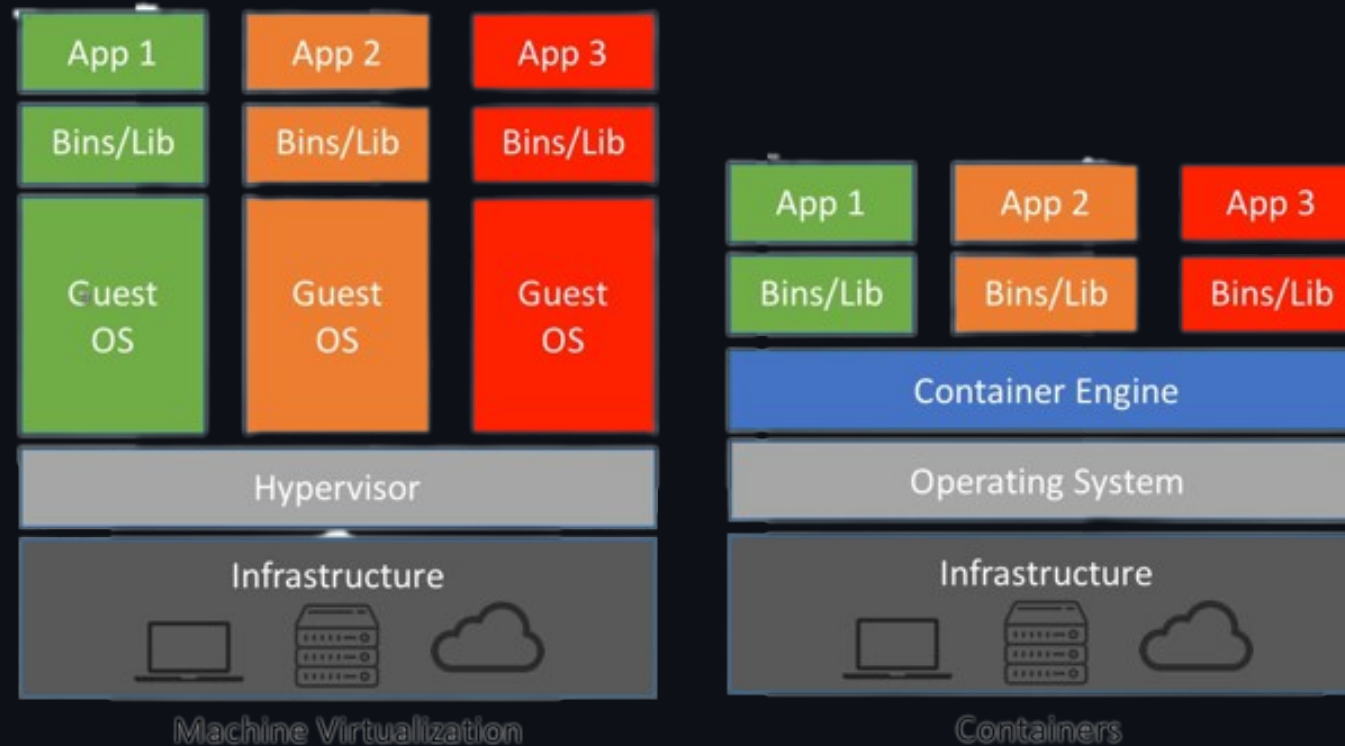 App 1
App 2
App 3
Bins/Lib
Bins/Lib
Bins/Lib
Guest
OS
Guest
OS
Guest
OS
Hypervisor
Infrastructure
Machine Virtualization
App 1
App 2
App 3
Bins/Lib
Bins/Lib
Bins/Lib
Container Engine
Operating System
Infrastructure
Containers